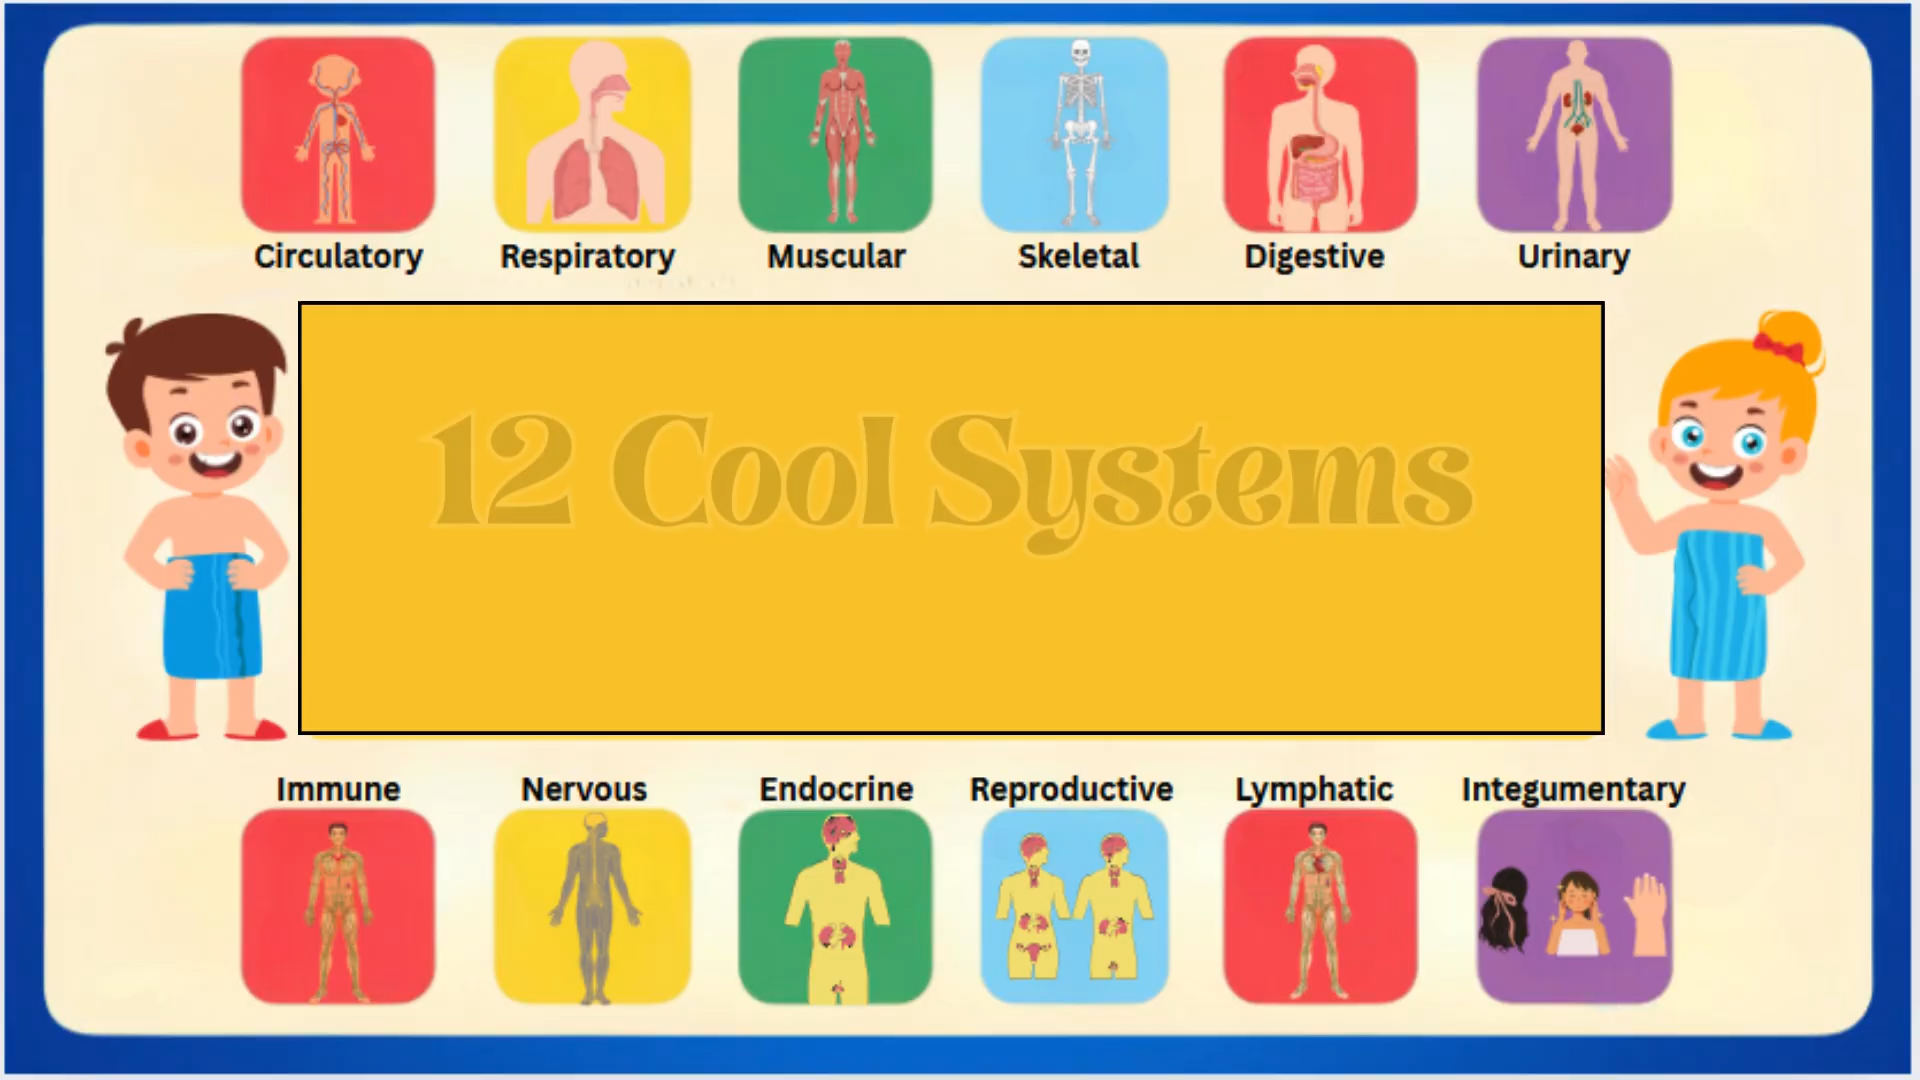 Circulatory Respiratory Muscular Skeletal Digestive Urinary
12 Cool Systems
Immune Nervous Endocrine Reproductive Lymphatic Integumentary